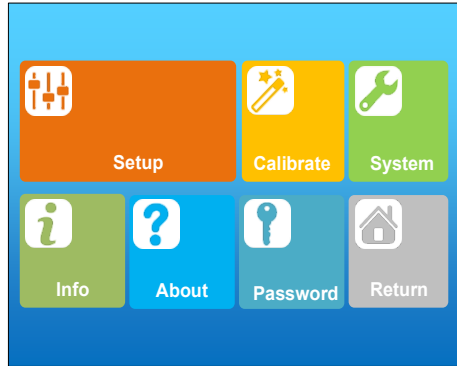 Setup
Calibrate
System
Info
About
Password
Return